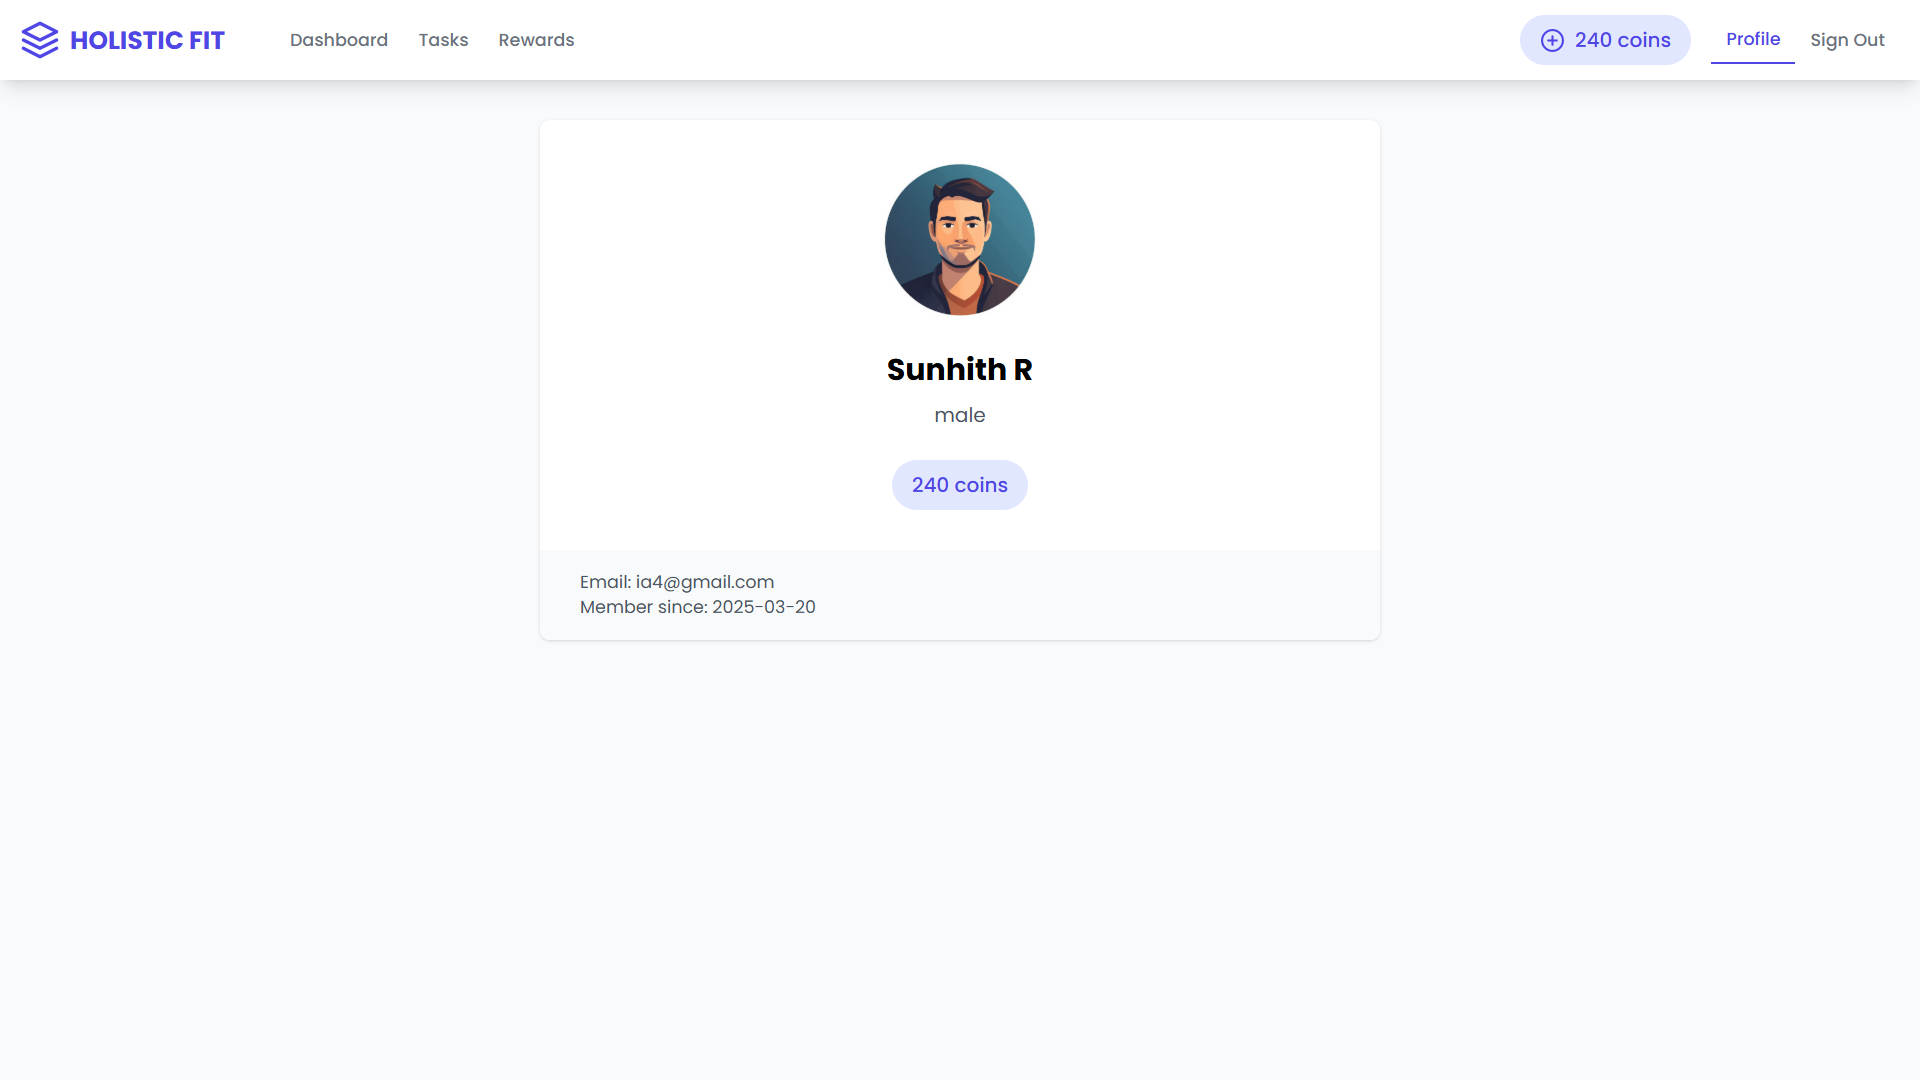 HOLISTIC FIT Dashboard Tasks Rewards 240 coins Profile Sign Out
Sunhith R
male
240 coins
Email: ia4@gmail.com
Member since: 2025-03-20